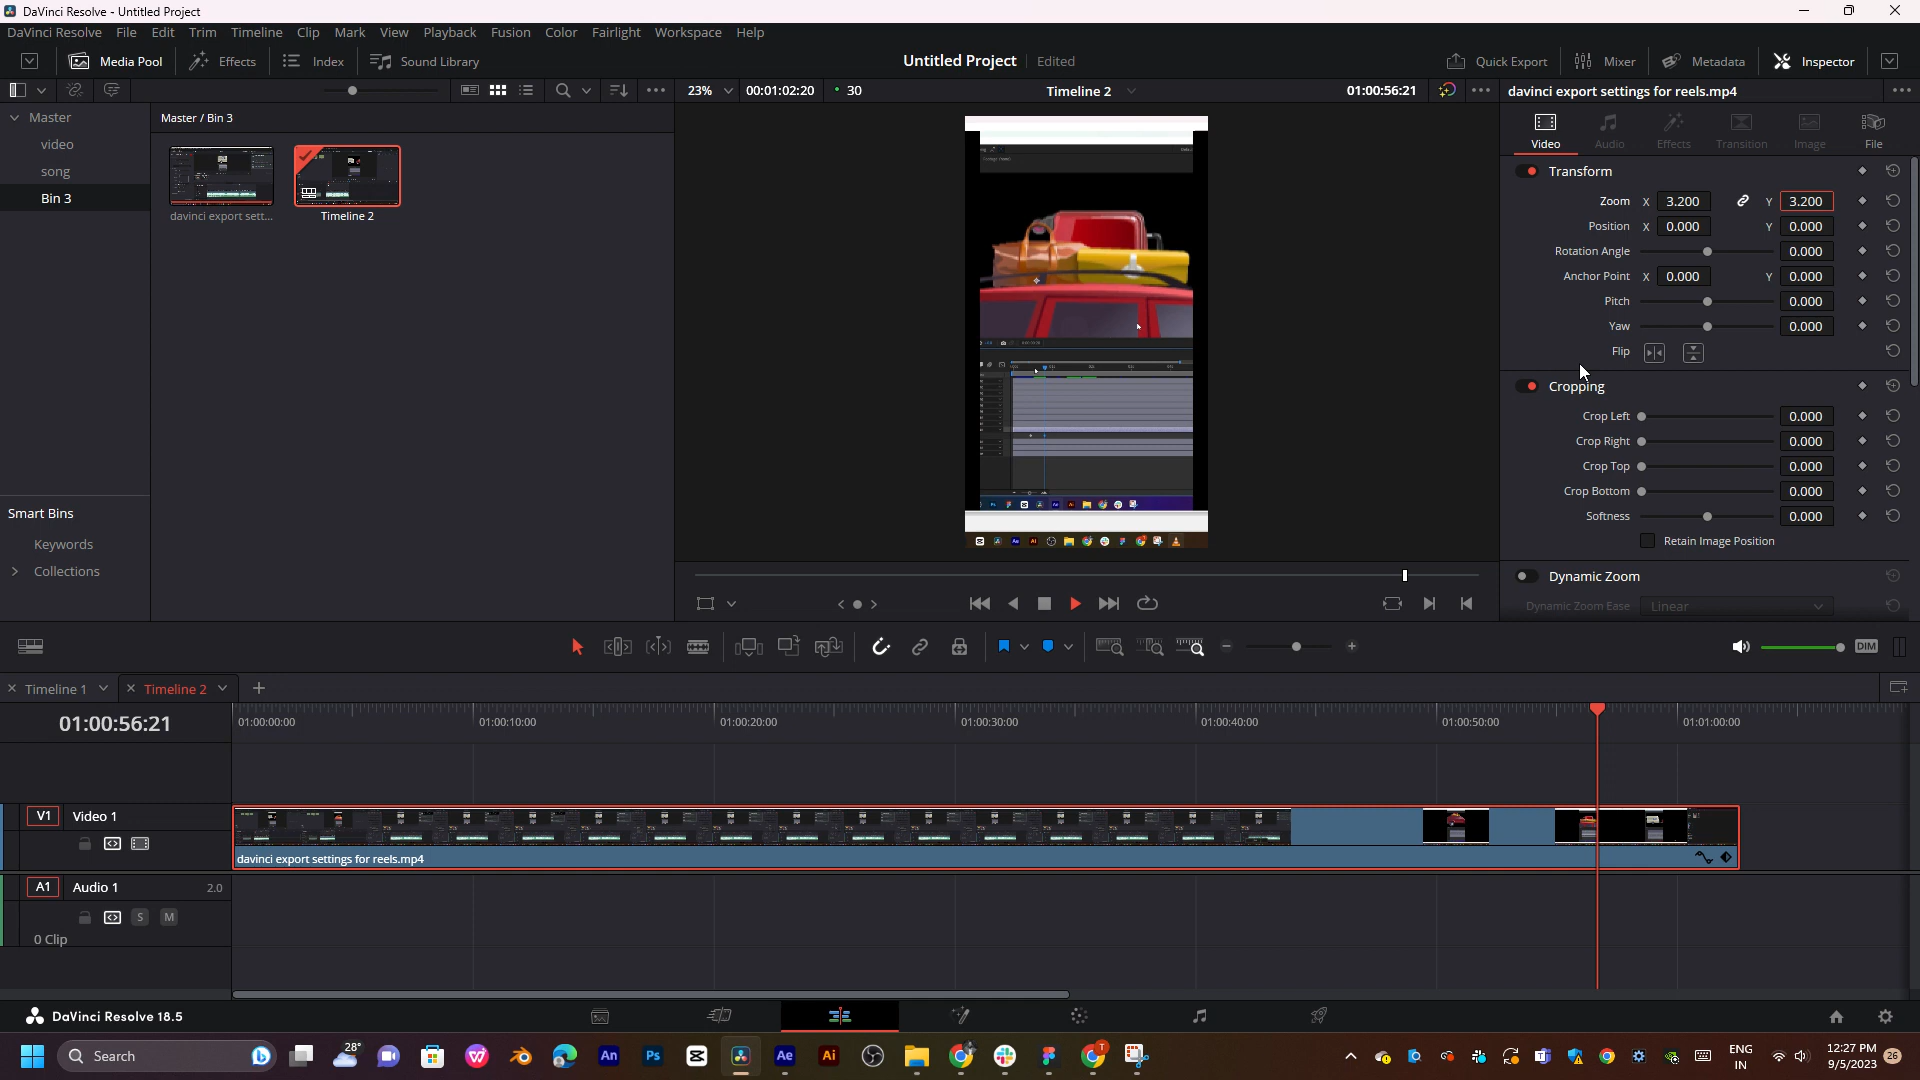 DaVinci Resolve - Untitled Project
DaVinci Resolve File Edit Trim Timeline Clip Mark View Playback Fusion Color Fairlight Workspace Help
Media Pool Effects Index Sound Library Untitled Project Edited Quick Export Mixer Metadata Inspector
23% 00:01:02:20 30 Timeline 2 01:00:56:21 davinci export settings for reels.mp4
Master
video
song
Bin 3
Master / Bin 3
davinci export sett...
Timeline 2
Smart Bins
Keywords
Collections
Video Audio Effects Transition Image File
Transform
Zoom X 3.200 Y 3.200
Position X 0.000 Y 0.000
Rotation Angle 0.000
Anchor Point X 0.000 Y 0.000
Pitch 0.000
Yaw 0.000
Flip
Cropping
Crop Left 0.000
Crop Right 0.000
Crop Top 0.000
Crop Bottom 0.000
Softness 0.000
Retain Image Position
Dynamic Zoom
Dynamic Zoom Ease Linear
DIM
Timeline 1 Timeline 2
01:00:56:21
01:00:00:00 01:00:10:00 01:00:20:00 01:00:30:00 01:00:40:00 01:00:50:00 01:01:00:00
V1 Video 1
davinci export settings for reels.mp4
A1 Audio 1 2.0
S M
0 Clip
DaVinci Resolve 18.5
Search
28°
An Ps Ae Ai
ENG
IN
12:27 PM
9/5/2023
26